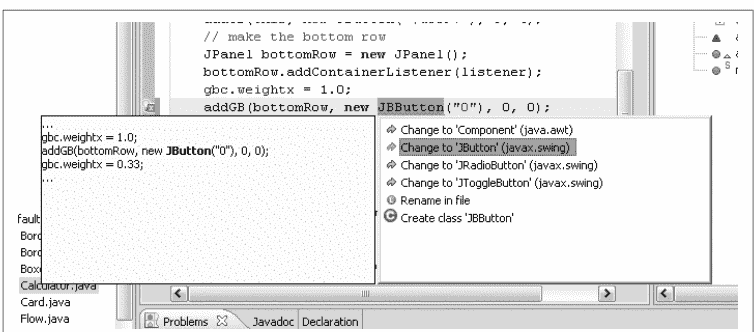 // make the bottom row
JPanel bottomRow = new JPanel();
bottomRow.addContainerListener(listener);
gbc.weightx = 1.0;
addGB(bottomRow, new JBButton("0"), 0, 0);
...
gbc.weightx = 1.0;
addGB(bottomRow, new JButton("0"), 0, 0);
gbc.weightx = 0.33;
...
Change to 'Component' (java.awt)
Change to 'JButton' (javax.swing)
Change to 'JRadioButton' (javax.swing)
Change to 'JToggleButton' (javax.swing)
Rename in file
Create class 'JBButton'
fault
Bord
Bord
Boxe
Calculator.java
Card.java
Flow.java
Problems
Javadoc
Declaration